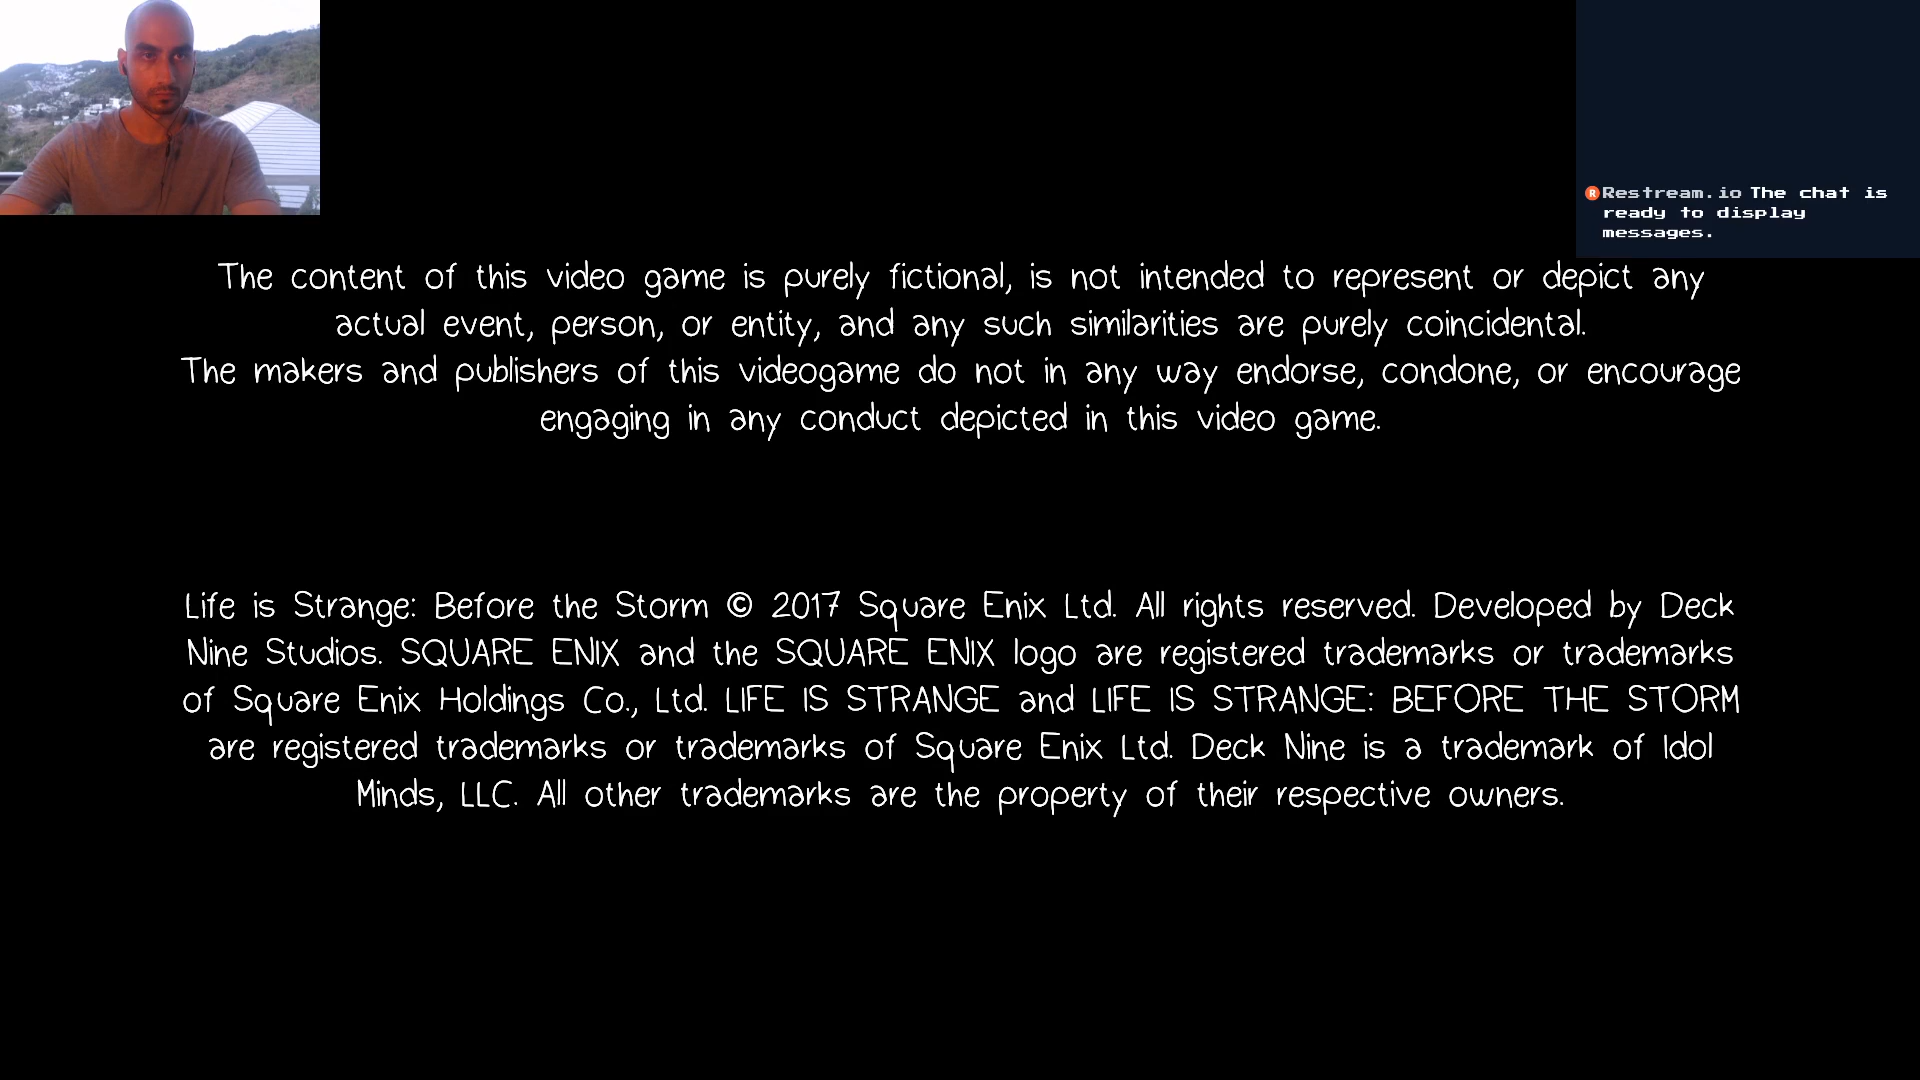 Restream.io The chat is
ready to display
messages.
The content of this video game is purely fictional, is not intended to represent or depict any
actual event, person, or entity, and any such similarities are purely coincidental.
The makers and publishers of this videogame do not in any way endorse, condone, or encourage
engaging in any conduct depicted in this video game.
Life is Strange: Before the Storm © 2017 Square Enix Ltd. All rights reserved. Developed by Deck
Nine Studios. SQUARE ENIX and the SQUARE ENIX logo are registered trademarks or trademarks
of Square Enix Holdings Co., Ltd. LIFE IS STRANGE and LIFE IS STRANGE: BEFORE THE STORM
are registered trademarks or trademarks of Square Enix Ltd. Deck Nine is a trademark of Idol
Minds, LLC. All other trademarks are the property of their respective owners.